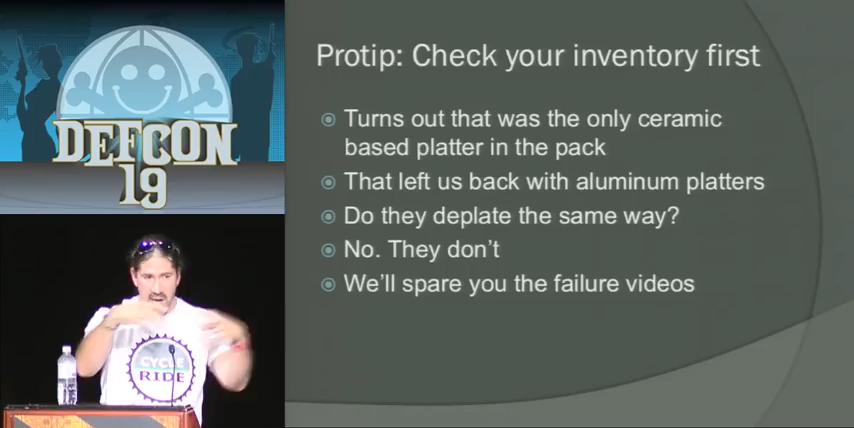 DEFCON
19
CYCLE
RIDE
Protip: Check your inventory first
Turns out that was the only ceramic
based platter in the pack
That left us back with aluminum platters
Do they deplate the same way?
No. They don't
We'll spare you the failure videos